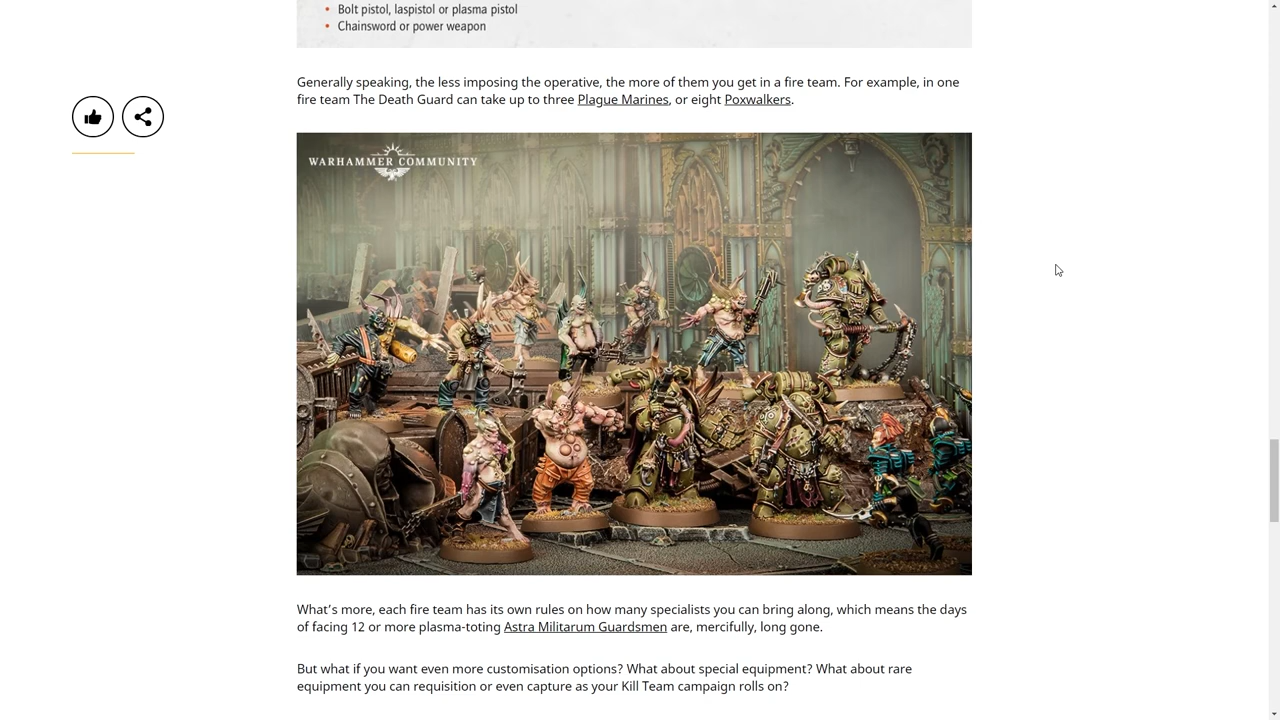 Bolt pistol, laspistol or plasma pistol
Chainsword or power weapon
Generally speaking, the less imposing the operative, the more of them you get in a fire team. For example, in one
fire team The Death Guard can take up to three Plague Marines, or eight Poxwalkers.
WARHAMMER COMMUNITY
What’s more, each fire team has its own rules on how many specialists you can bring along, which means the days
of facing 12 or more plasma-toting Astra Militarum Guardsmen are, mercifully, long gone.
But what if you want even more customisation options? What about special equipment? What about rare
equipment you can requisition or even capture as your Kill Team campaign rolls on?